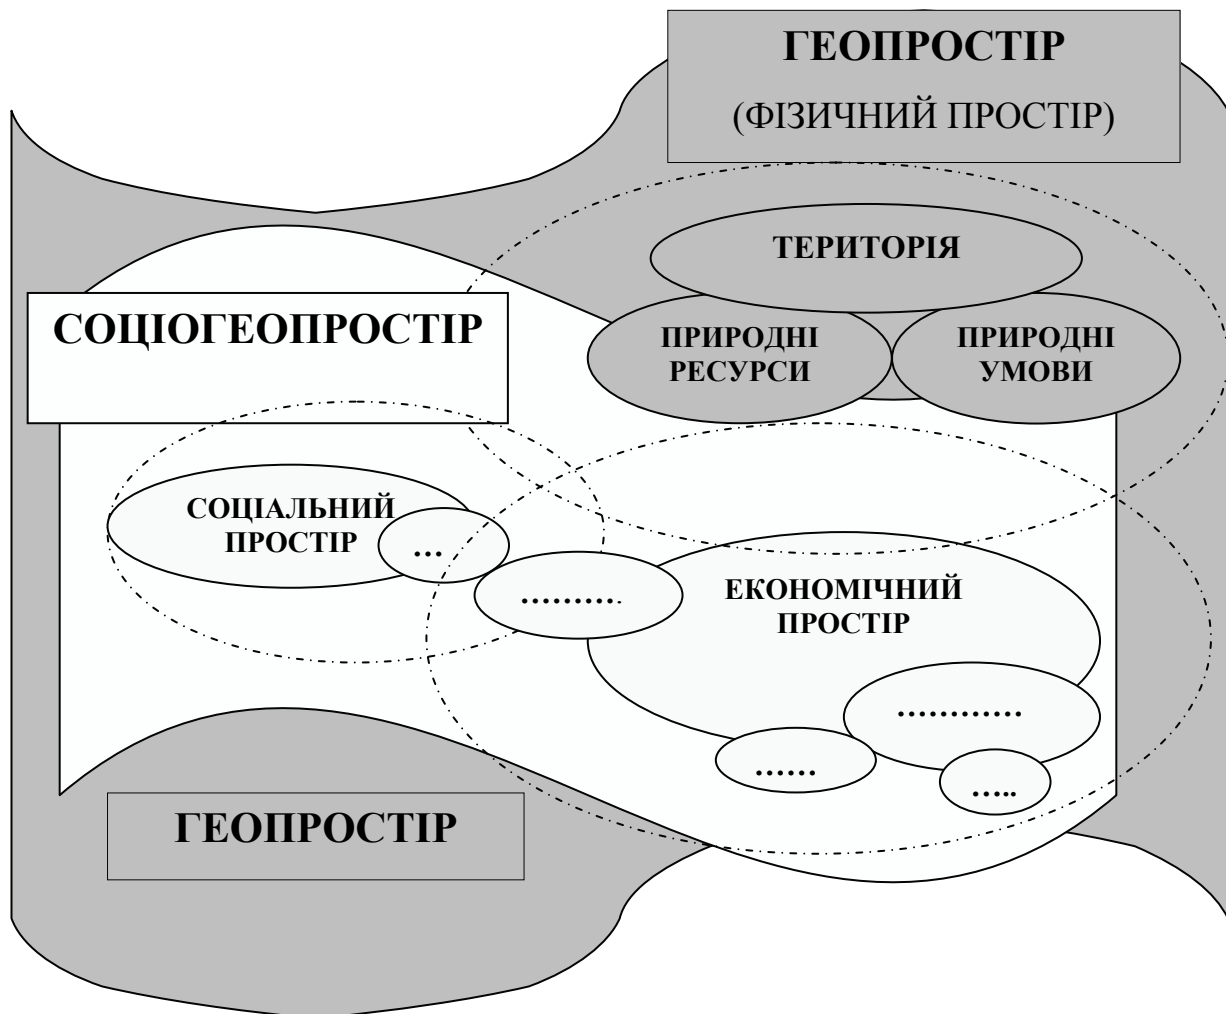 ГЕОПРОСТІР
(ФІЗИЧНИЙ ПРОСТІР)
ТЕРИТОРІЯ
СОЦІОГЕОПРОСТІР
ПРИРОДНІ
РЕСУРСИ
ПРИРОДНІ
УМОВИ
СОЦІАЛЬНИЙ
ПРОСТІР
...
..........
ЕКОНОМІЧНИЙ
ПРОСТІР
............
......
.....
ГЕОПРОСТІР